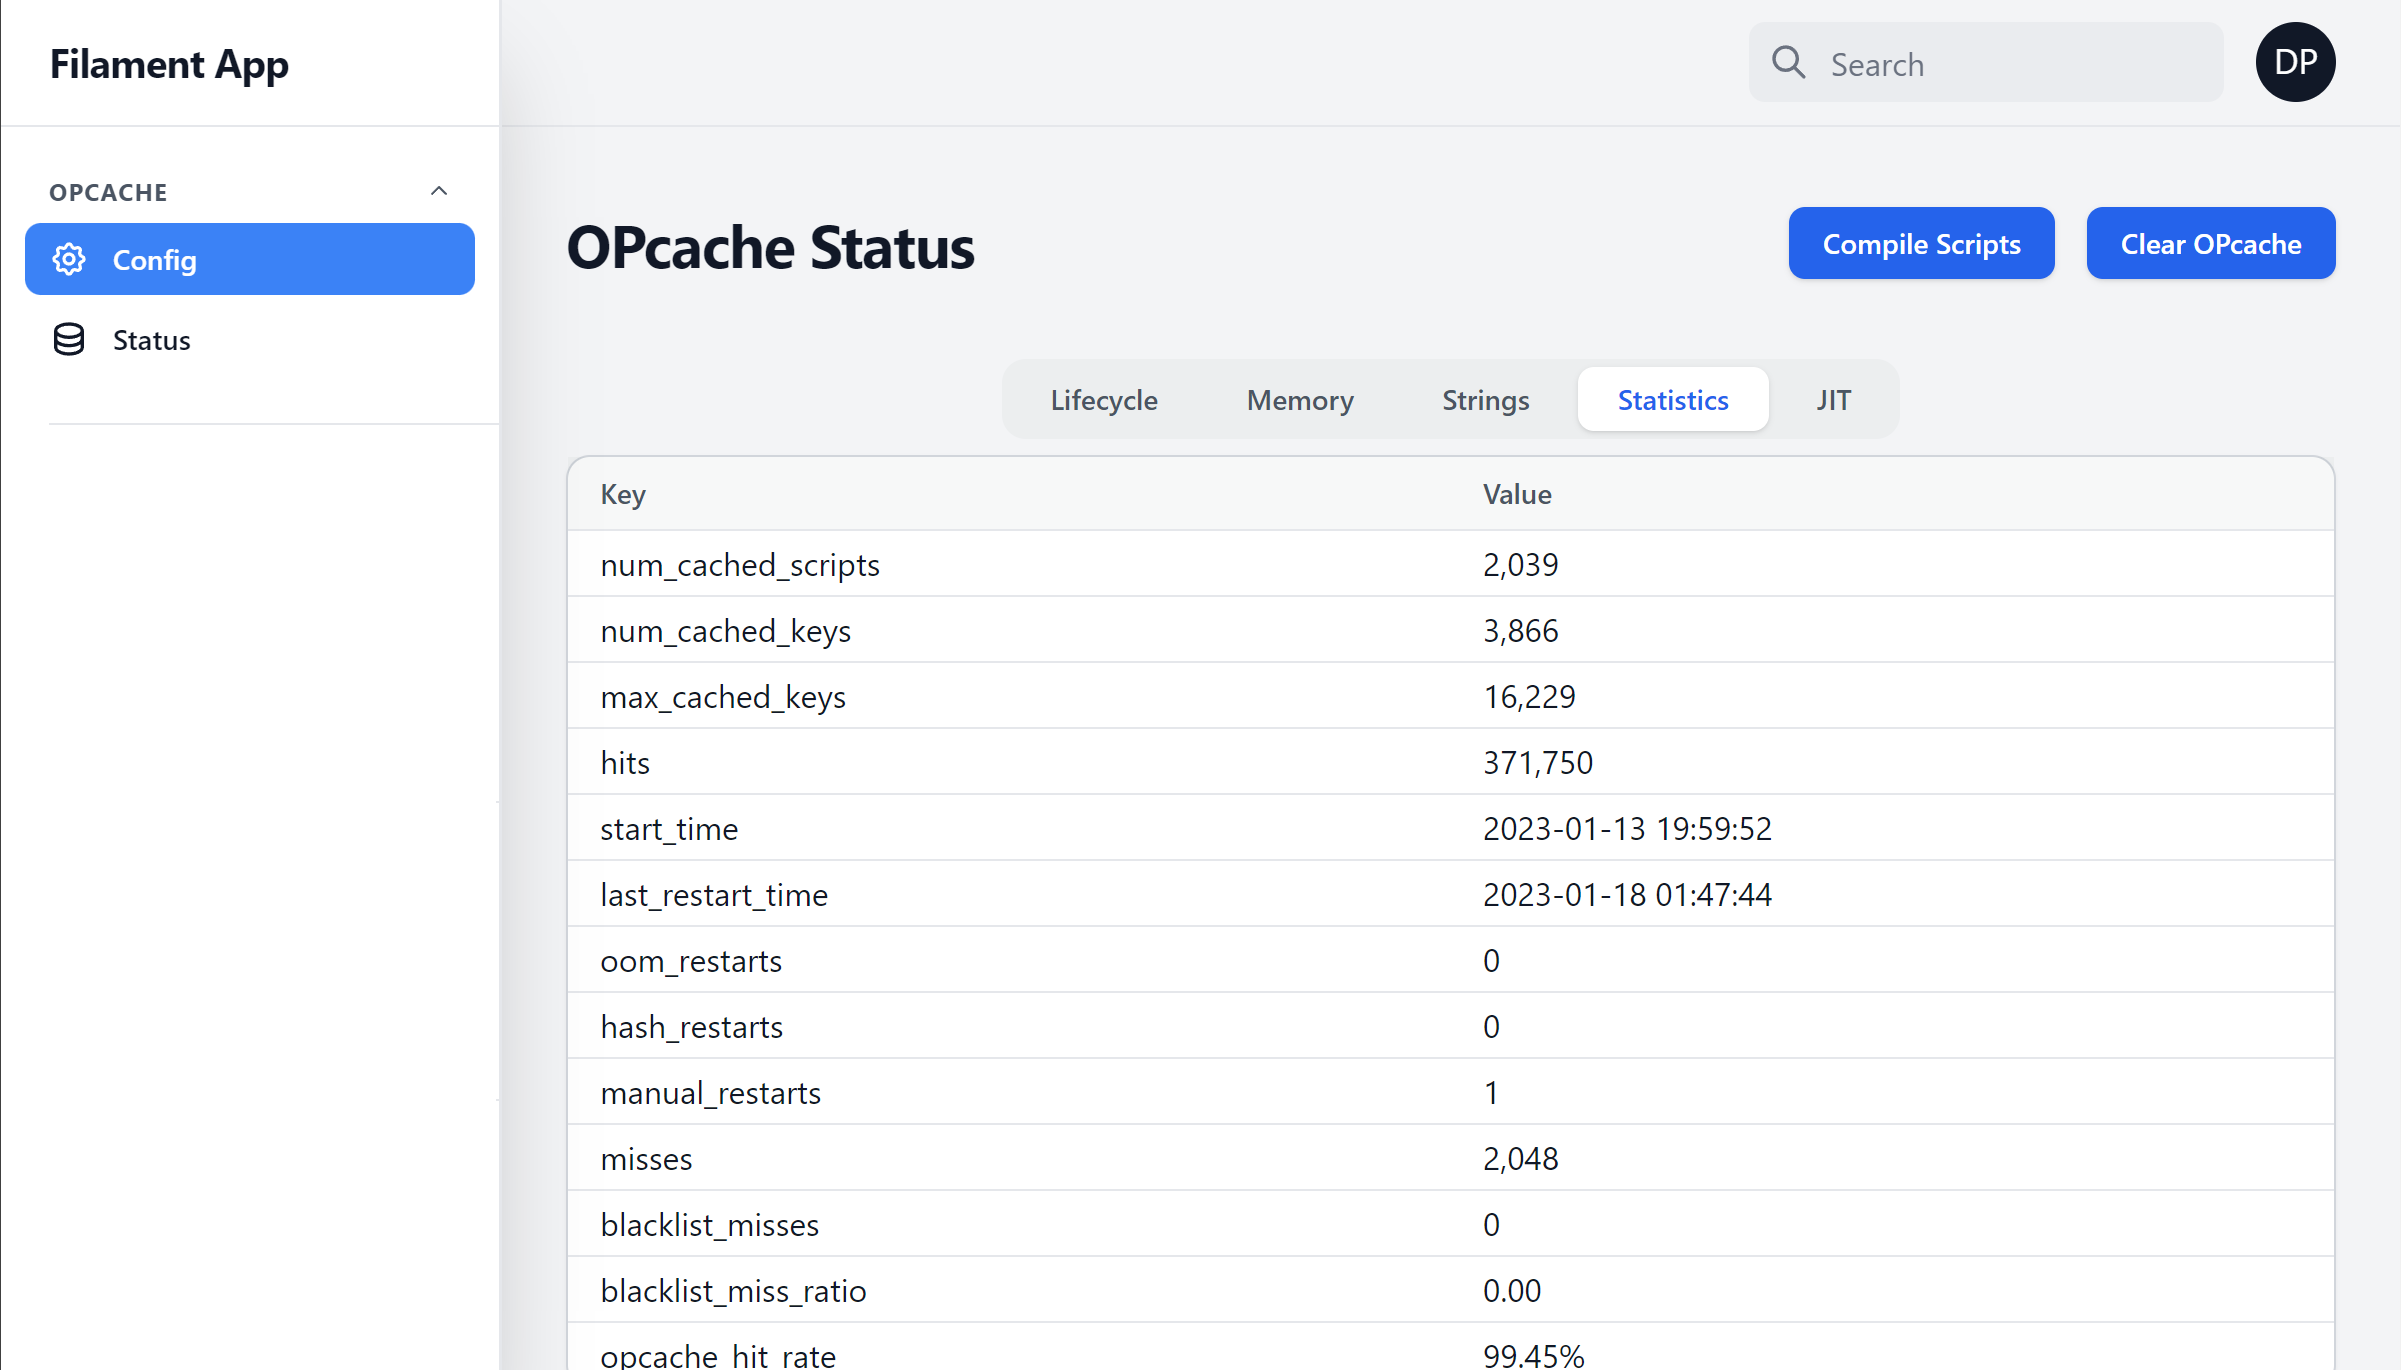 Filament App
Search
DP
OPCACHE
Config
Status
OPcache Status
Compile Scripts
Clear OPcache
Lifecycle Memory Strings Statistics JIT
Key Value
num_cached_scripts 2,039
num_cached_keys 3,866
max_cached_keys 16,229
hits 371,750
start_time 2023-01-13 19:59:52
last_restart_time 2023-01-18 01:47:44
oom_restarts 0
hash_restarts 0
manual_restarts 1
misses 2,048
blacklist_misses 0
blacklist_miss_ratio 0.00
opcache_hit_rate 99.45%